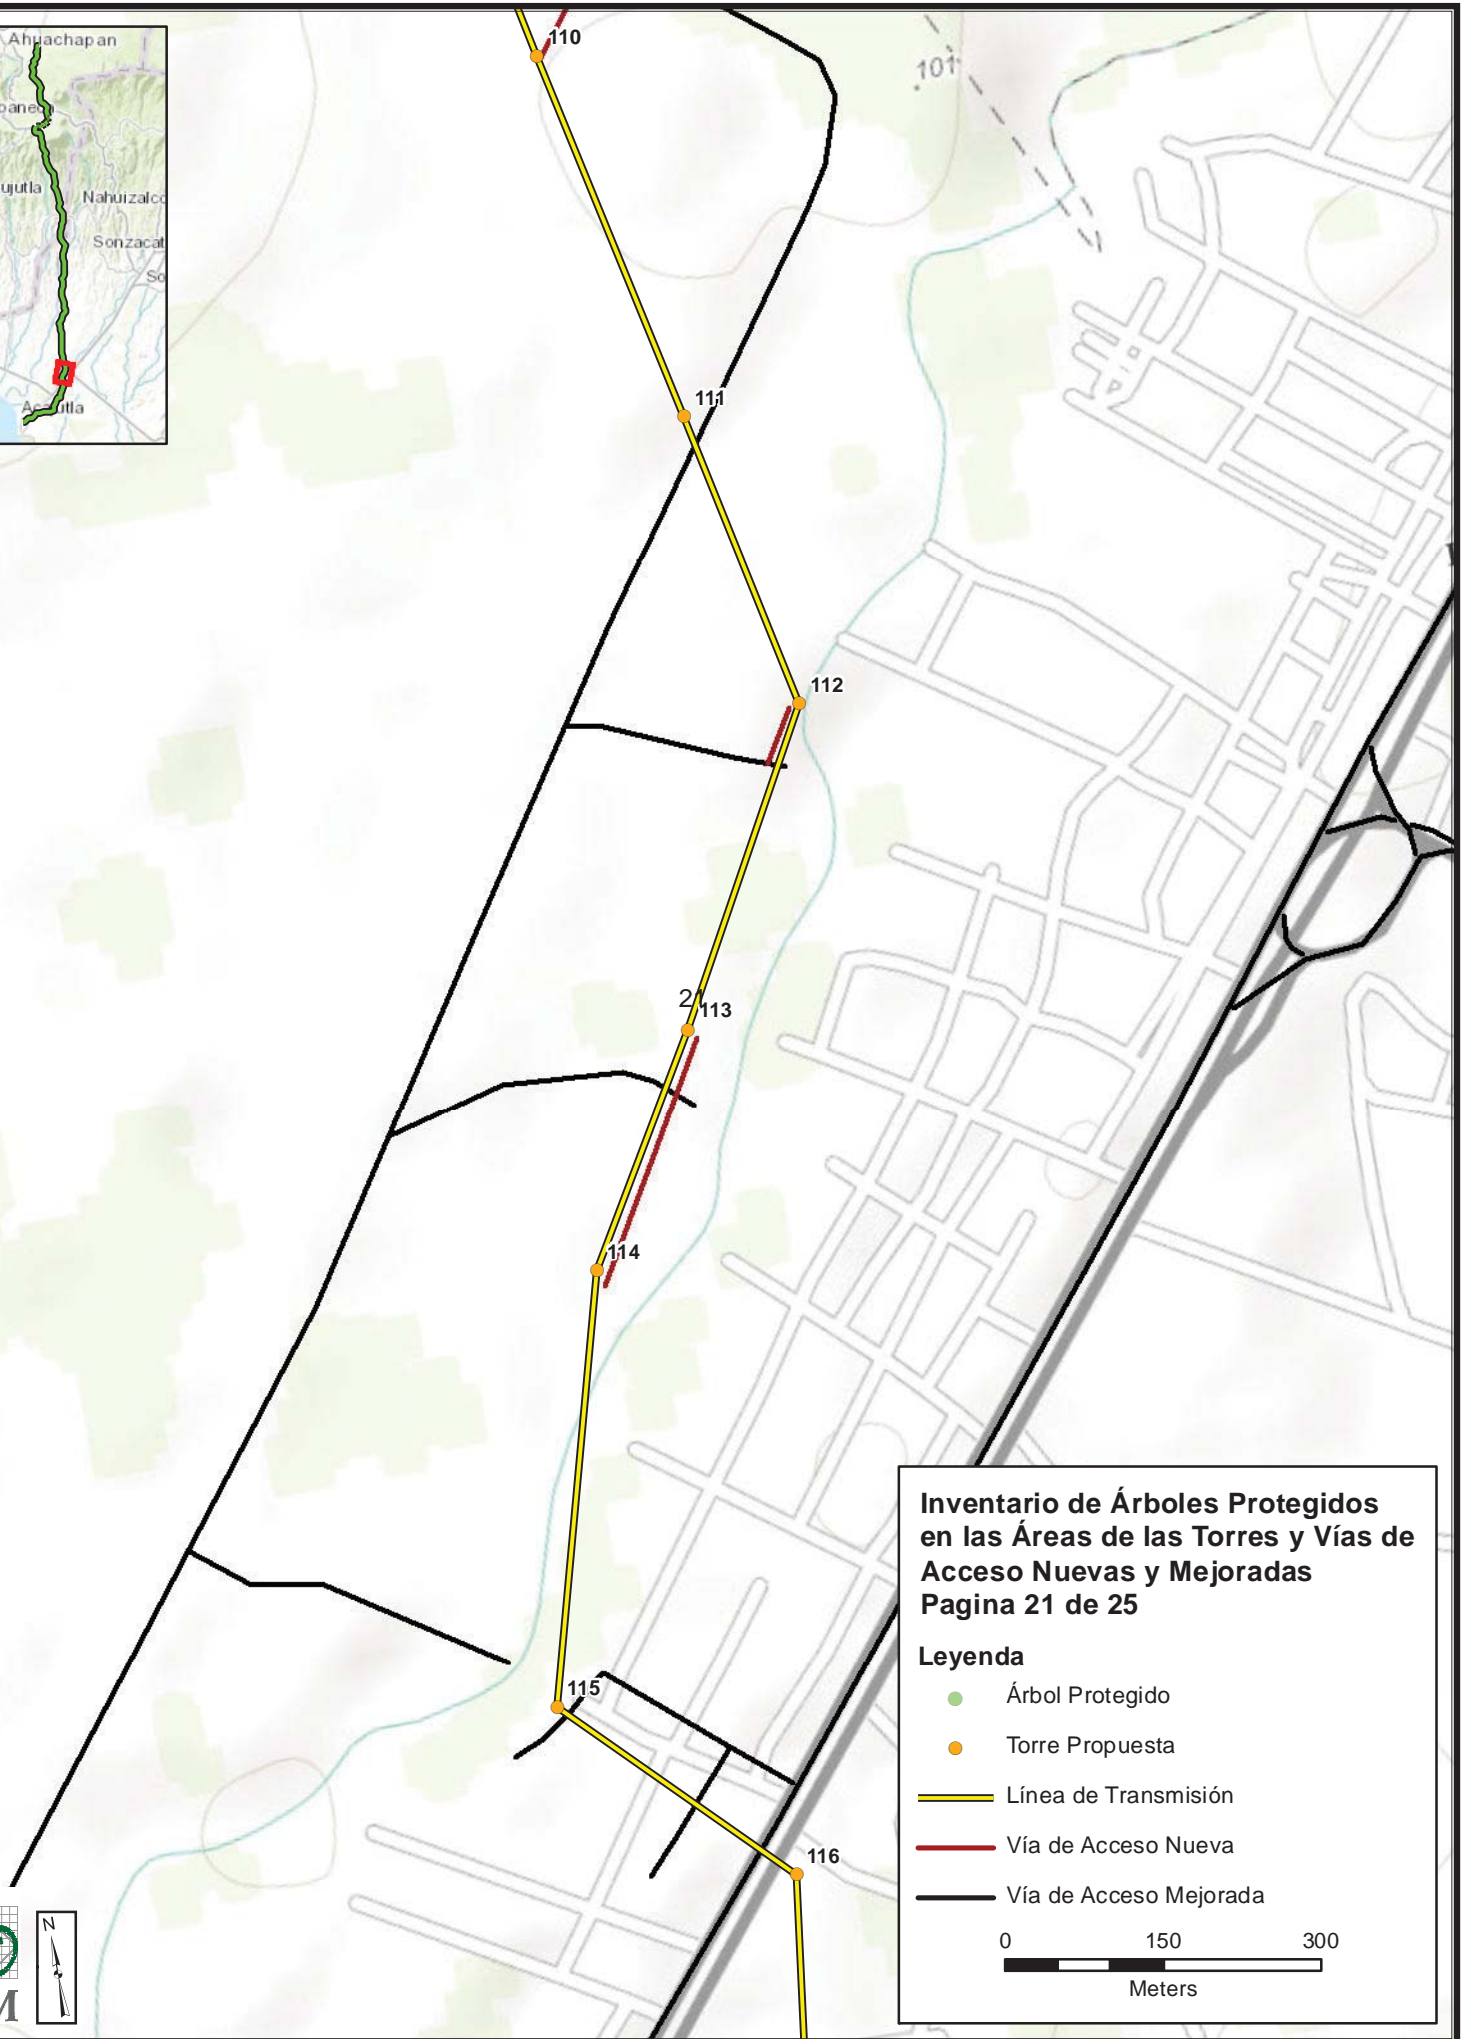 Ahuachapan
Nahuizalco
Sonzacat
So
Acajutla
110
101
111
112
21
113
114
115
116
Inventario de Árboles Protegidos
en las Áreas de las Torres y Vías de
Acceso Nuevas y Mejoradas
Pagina 21 de 25
Leyenda
Árbol Protegido
Torre Propuesta
Línea de Transmisión
Vía de Acceso Nueva
Vía de Acceso Mejorada
0 150 300
Meters
N
M